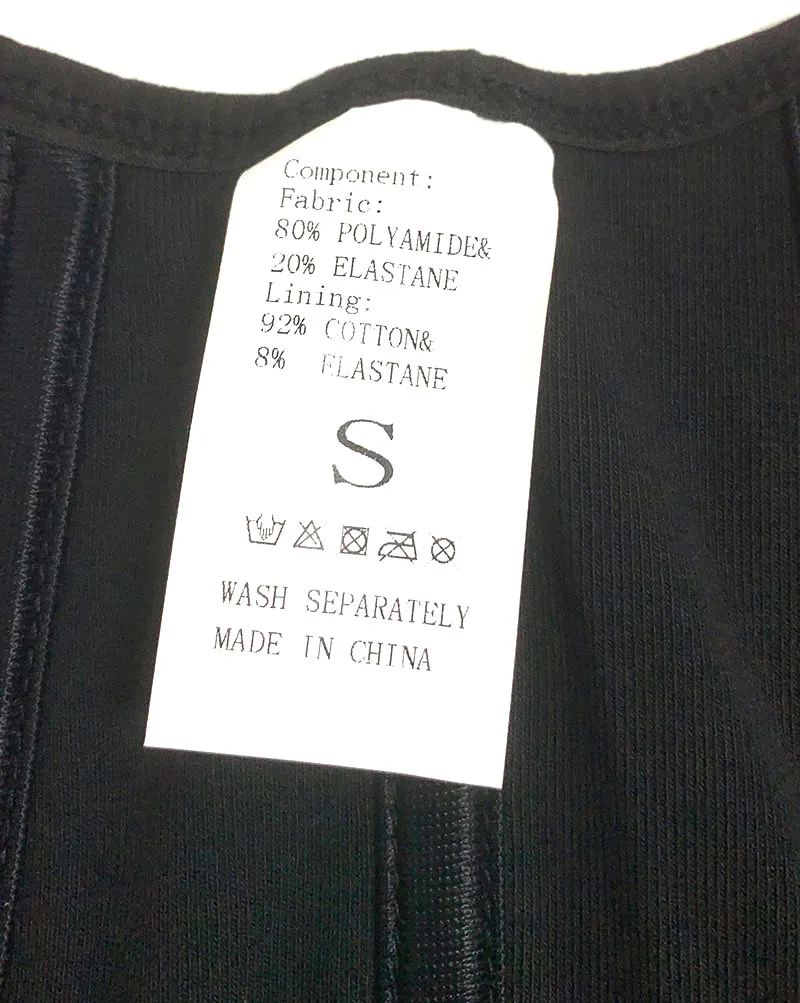 Component:
Fabric:
80% POLYAMIDE&
20% ELASTANE
Lining:
92% COTTON&
8% ELASTANE
S
WASH SEPARATELY
MADE IN CHINA